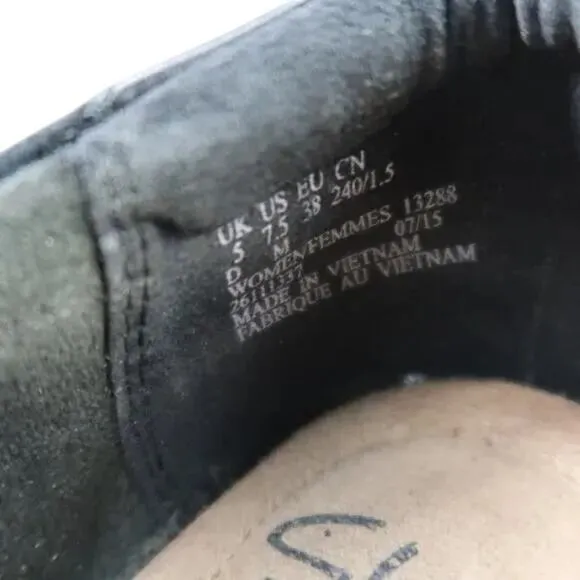 UK US EU CN
5 7.5 38 240/1.5
D M
WOMEN/FEMMES 13288
26111337 07/15
MADE IN VIETNAM
FABRIQUE AU VIETNAM